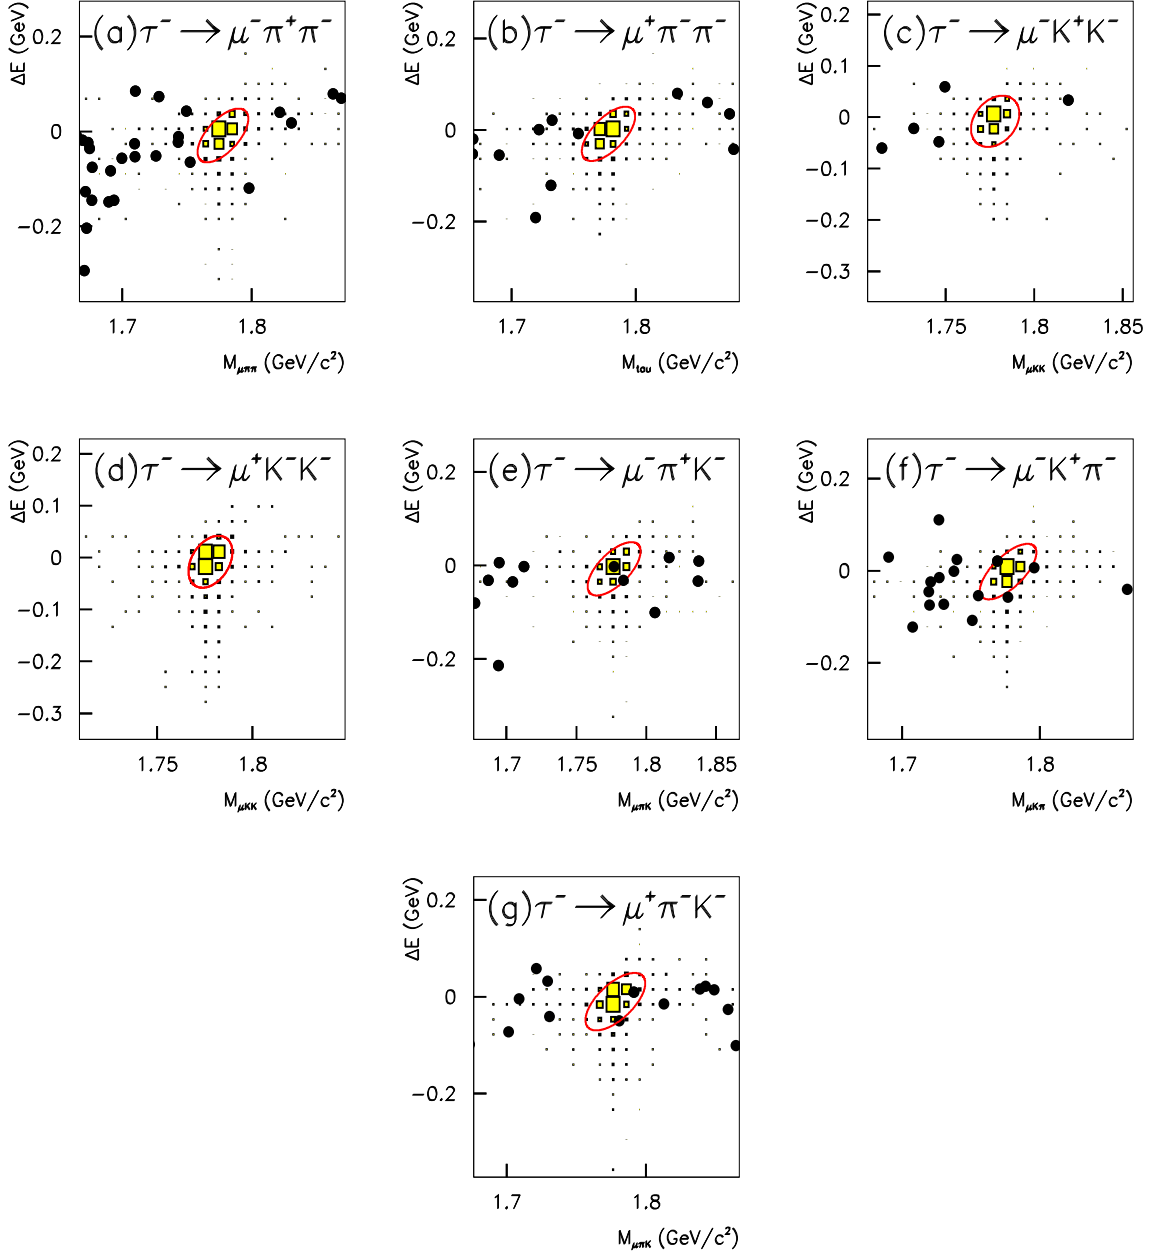 (a) τ⁻ → μ⁻π⁺π⁻
ΔE (GeV)
0.2
0
−0.2
1.7 1.8
M_μππ (GeV/c²)
(b) τ⁻ → μ⁺π⁻π⁻
ΔE (GeV)
0.2
0
−0.2
1.7 1.8
M_tau (GeV/c²)
(c) τ⁻ → μ⁻K⁺K⁻
ΔE (GeV)
0.2
0.1
0
−0.1
−0.2
−0.3
1.75 1.8 1.85
M_μKK (GeV/c²)
(d) τ⁻ → μ⁺K⁻K⁻
ΔE (GeV)
0.2
0.1
0
−0.1
−0.2
−0.3
1.75 1.8
M_μKK (GeV/c²)
(e) τ⁻ → μ⁻π⁺K⁻
ΔE (GeV)
0.2
0
−0.2
1.7 1.75 1.8 1.85
M_μπK (GeV/c²)
(f) τ⁻ → μ⁻K⁺π⁻
ΔE (GeV)
0.2
0
−0.2
1.7 1.8
M_μKπ (GeV/c²)
(g) τ⁻ → μ⁺π⁻K⁻
ΔE (GeV)
0.2
0
−0.2
1.7 1.8
M_μπK (GeV/c²)